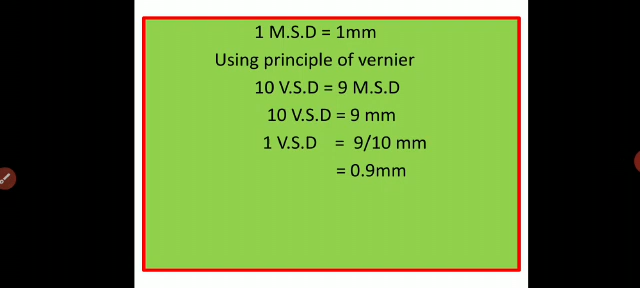 1 M.S.D = 1mm
Using principle of vernier
10 V.S.D = 9 M.S.D
10 V.S.D = 9 mm
1 V.S.D = 9/10 mm
= 0.9mm